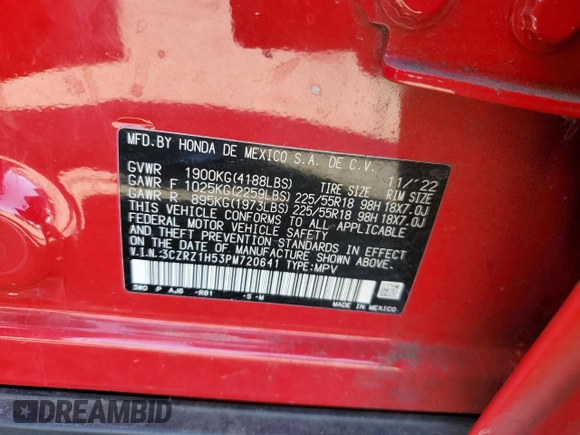 MFD.BY HONDA DE MEXICO S.A. DE C.V. 11/'22
GVWR 1900KG(4188LBS) TIRE SIZE RIM SIZE
GAWR F 1025KG(2259LBS) 225/55R18 98H 18X7.0J
GAWR R 895KG(1973LBS) 225/55R18 98H 18X7.0J
THIS VEHICLE CONFORMS TO ALL APPLICABLE
FEDERAL MOTOR VEHICLE SAFETY
AND THEFT PREVENTION STANDARDS IN EFFECT
ON THE DATE OF MANUFACTURE SHOWN ABOVE.
V.I.N.:3CZRZ1H53PM720641 TYPE:MPV
-R81 -S -M
MADE IN MEXICO
DREAMBID